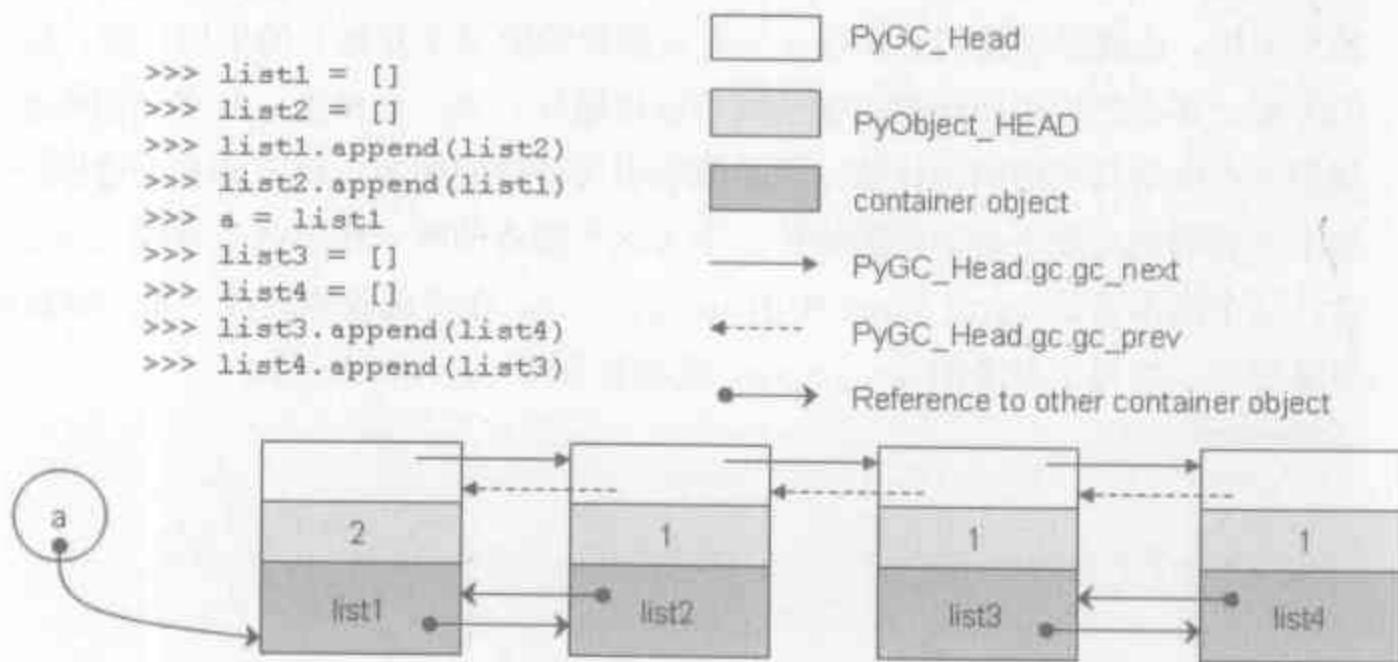 >>> list1 = []
>>> list2 = []
>>> list1.append(list2)
>>> list2.append(list1)
>>> a = list1
>>> list3 = []
>>> list4 = []
>>> list3.append(list4)
>>> list4.append(list3)
PyGC_Head
PyObject_HEAD
container object
PyGC_Head.gc.gc_next
PyGC_Head.gc.gc_prev
Reference to other container object
a
2
1
1
1
list1
list2
list3
list4